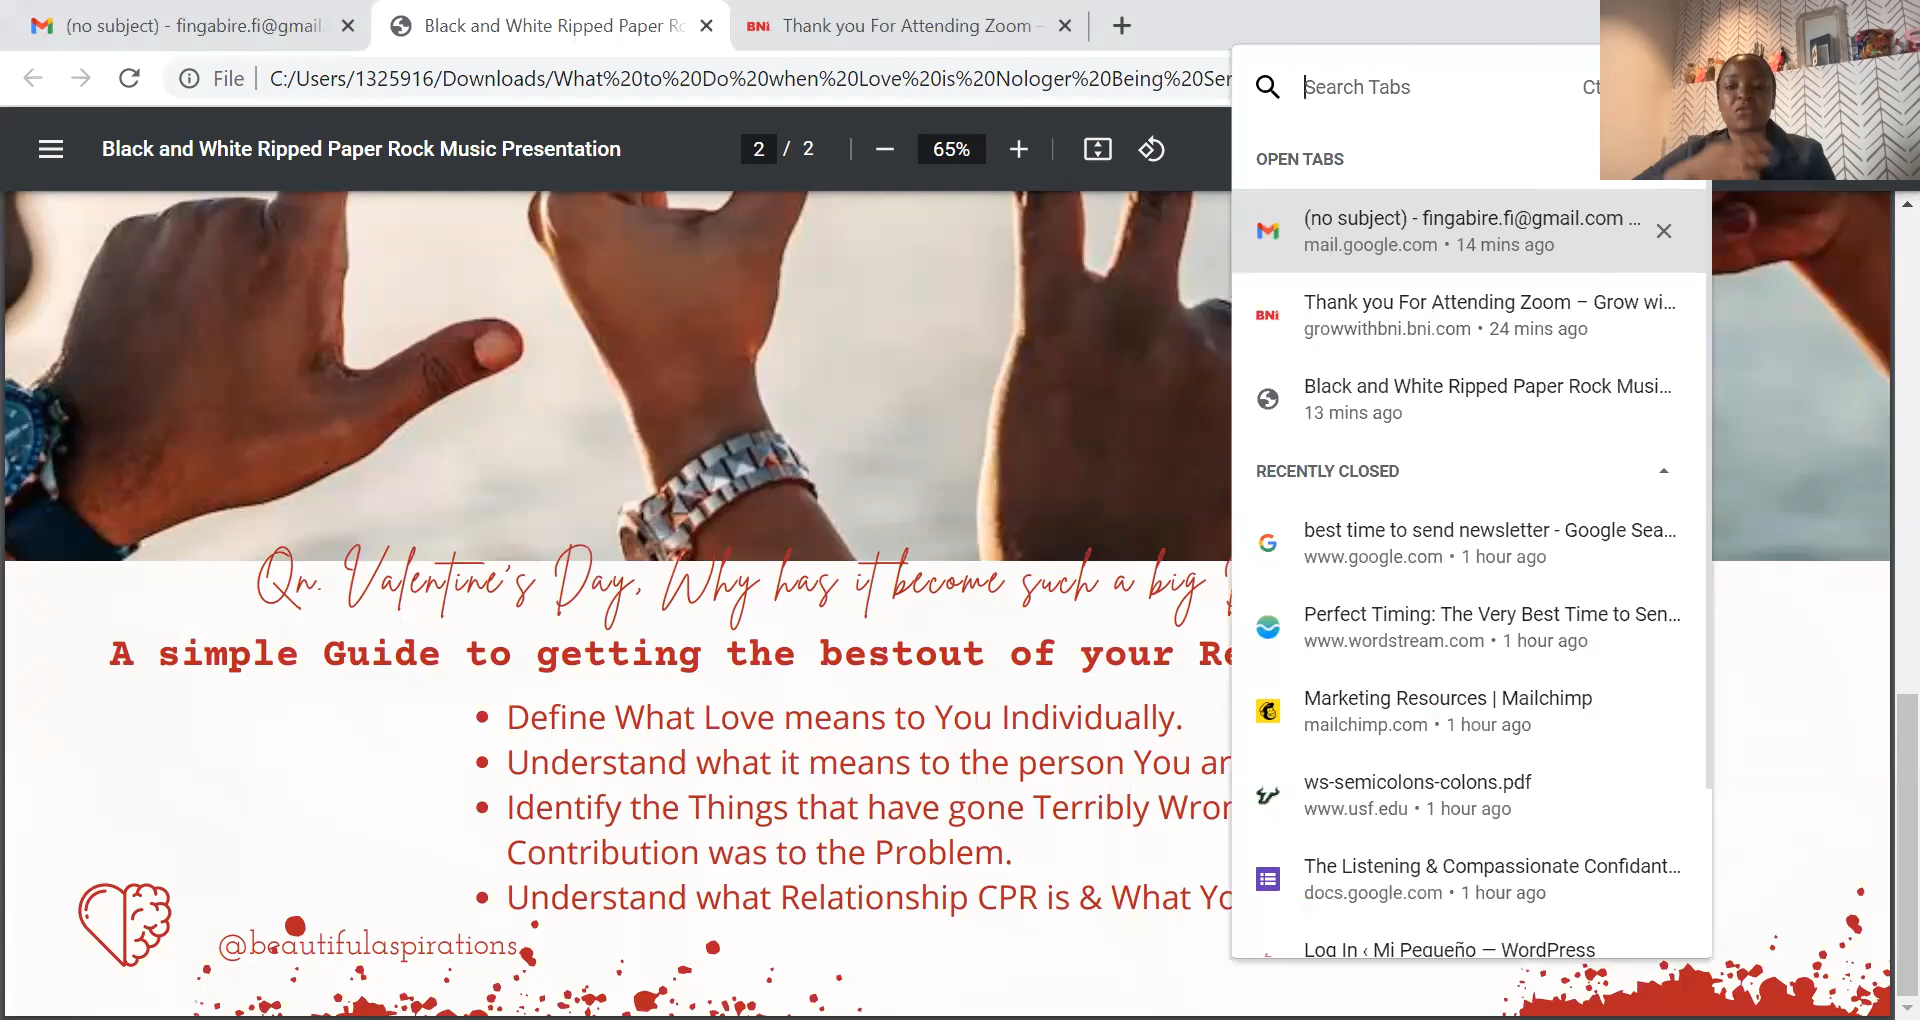 (no subject) - fingabire.fi@gmail.
Black and White Ripped Paper Ro
BNI Thank you For Attending Zoom –
File
C:/Users/1325916/Downloads/What%20to%20Do%20when%20Love%20is%20Nologer%20Being%20Ser
Black and White Ripped Paper Rock Music Presentation
2 / 2
65%
Search Tabs
Ct
OPEN TABS
(no subject) - fingabire.fi@gmail.com ...
mail.google.com • 14 mins ago
BNI Thank you For Attending Zoom – Grow wi...
growwithbni.bni.com • 24 mins ago
Black and White Ripped Paper Rock Musi...
13 mins ago
RECENTLY CLOSED
best time to send newsletter - Google Sea...
www.google.com • 1 hour ago
Perfect Timing: The Very Best Time to Sen...
www.wordstream.com • 1 hour ago
Marketing Resources | Mailchimp
mailchimp.com • 1 hour ago
ws-semicolons-colons.pdf
www.usf.edu • 1 hour ago
The Listening & Compassionate Confidant...
docs.google.com • 1 hour ago
Log In ‹ Mi Pequeño — WordPress
Qn. Valentine's Day, Why has it become such a big
A simple Guide to getting the bestout of your Re
• Define What Love means to You Individually.
• Understand what it means to the person You ar
• Identify the Things that have gone Terribly Wron
Contribution was to the Problem.
• Understand what Relationship CPR is & What Yo
@beautifulaspirations